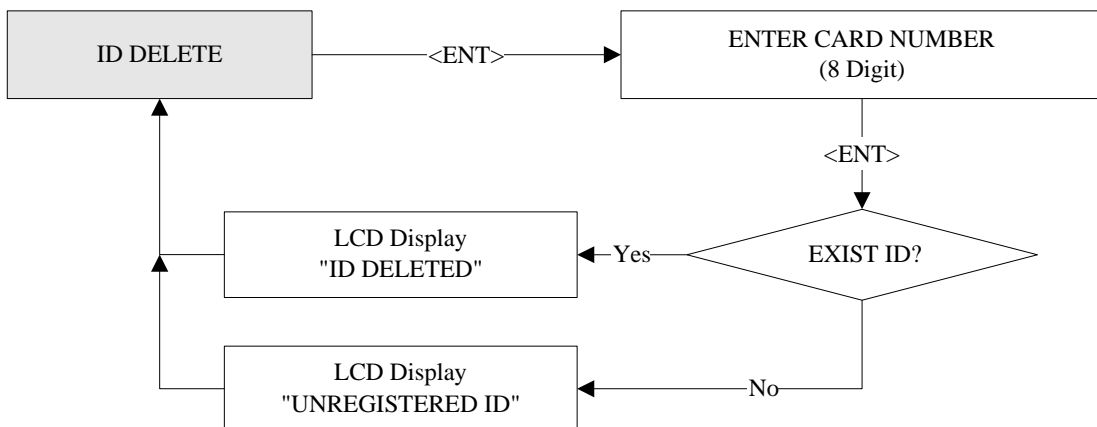 ID DELETE
<ENT>
ENTER CARD NUMBER
(8 Digit)
<ENT>
EXIST ID?
Yes
LCD Display
"ID DELETED"
No
LCD Display
"UNREGISTERED ID"